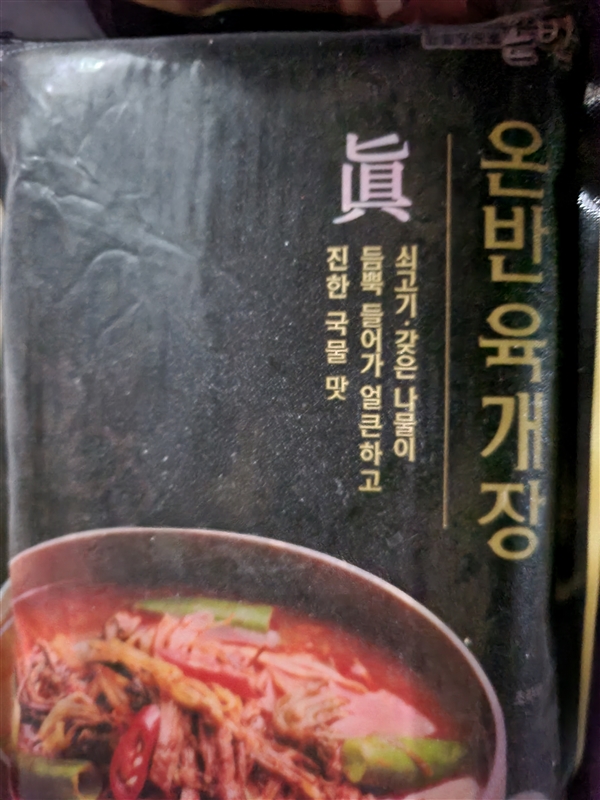 온반 육개장
眞
쇠고기·갖은 나물이
듬뿍 들어가 얼큰하고
진한 국물 맛